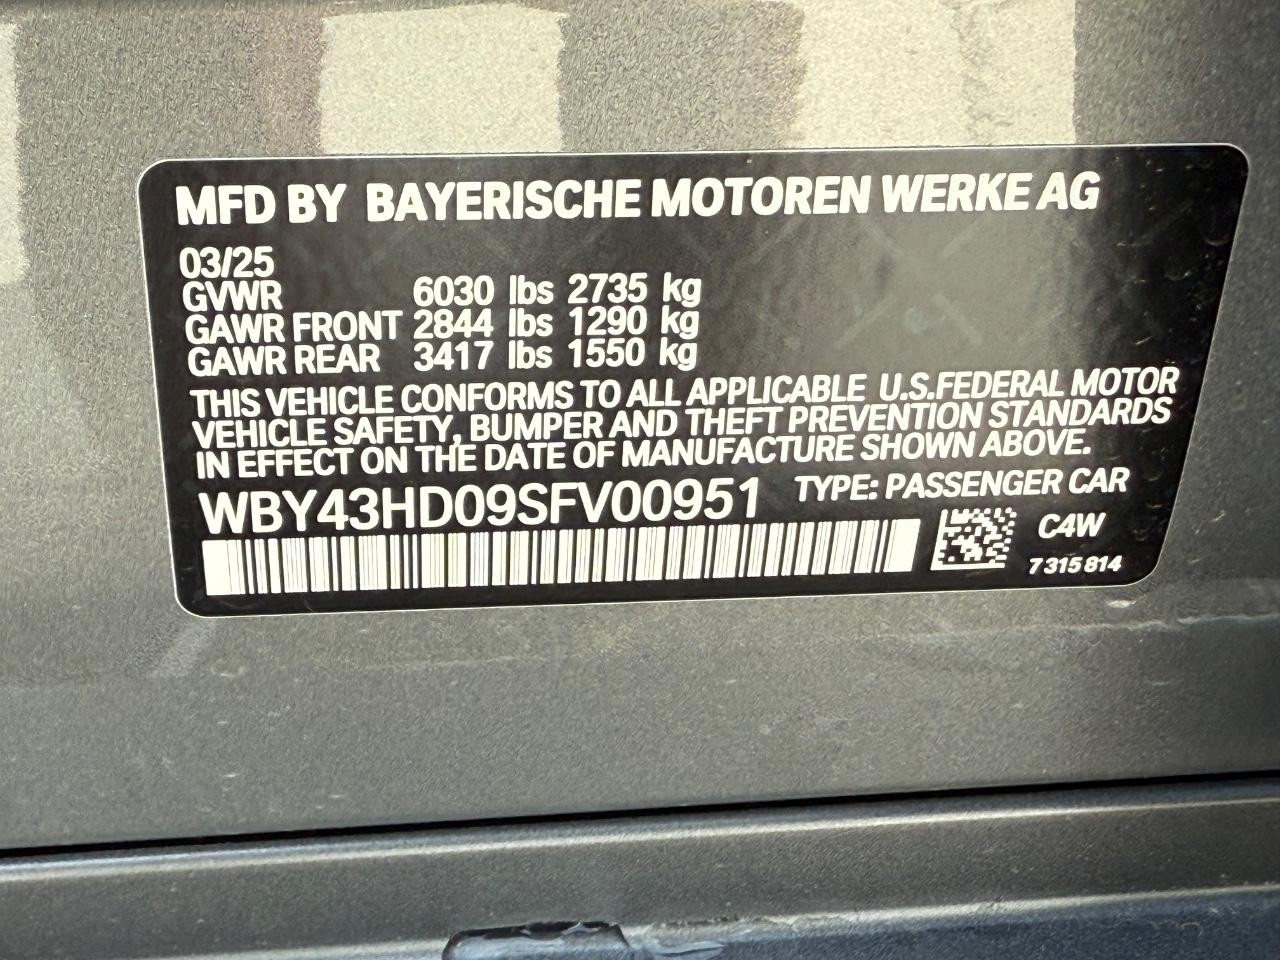 MFD BY BAYERISCHE MOTOREN WERKE AG
03/25
GVWR 6030 lbs 2735 kg
GAWR FRONT 2844 lbs 1290 kg
GAWR REAR 3417 lbs 1550 kg
THIS VEHICLE CONFORMS TO ALL APPLICABLE U.S.FEDERAL MOTOR
VEHICLE SAFETY, BUMPER AND THEFT PREVENTION STANDARDS
IN EFFECT ON THE DATE OF MANUFACTURE SHOWN ABOVE.
WBY43HD09SFV00951 TYPE: PASSENGER CAR
C4W
7 315 814